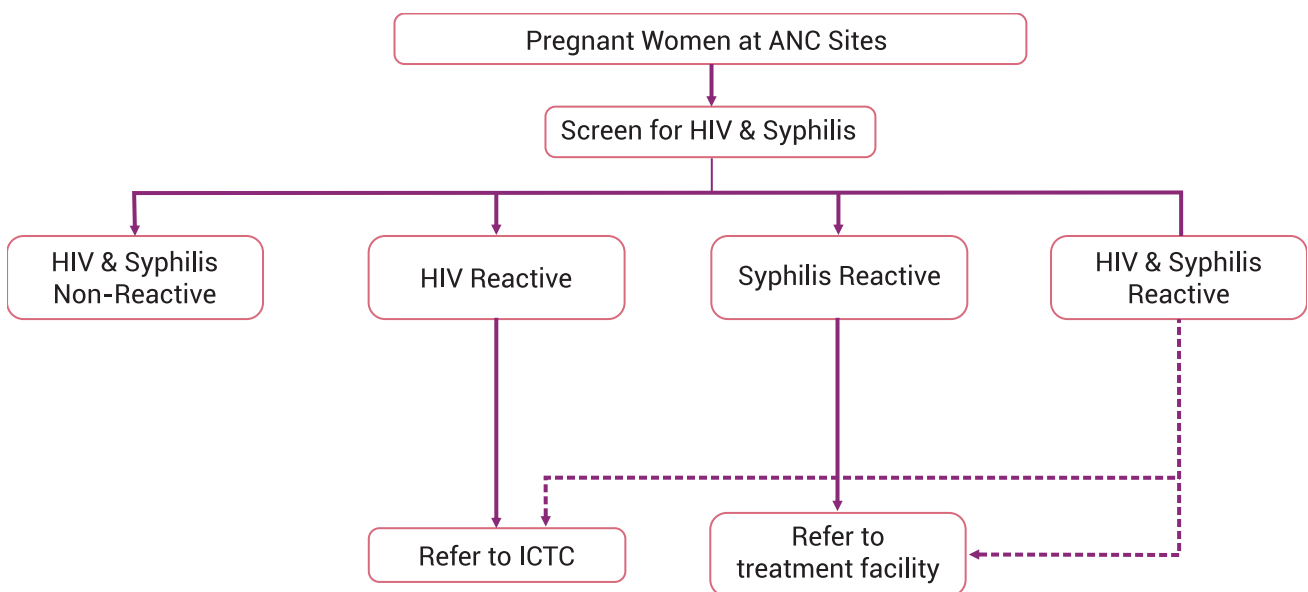 Pregnant Women at ANC Sites
Screen for HIV & Syphilis
HIV & Syphilis
Non-Reactive
HIV Reactive
Syphilis Reactive
HIV & Syphilis
Reactive
Refer to ICTC
Refer to
treatment facility